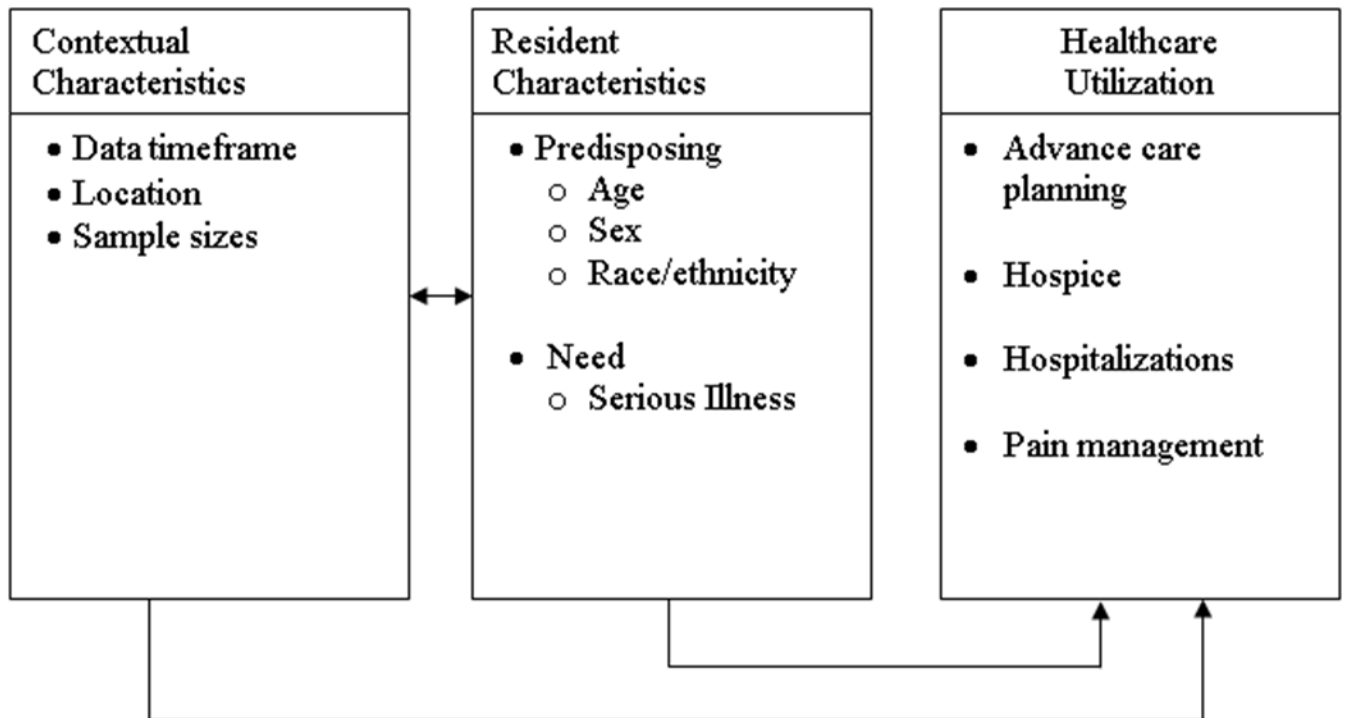 Contextual
Characteristics
• Data timeframe
• Location
• Sample sizes
Resident
Characteristics
• Predisposing
○ Age
○ Sex
○ Race/ethnicity
• Need
○ Serious Illness
Healthcare
Utilization
• Advance care
planning
• Hospice
• Hospitalizations
• Pain management